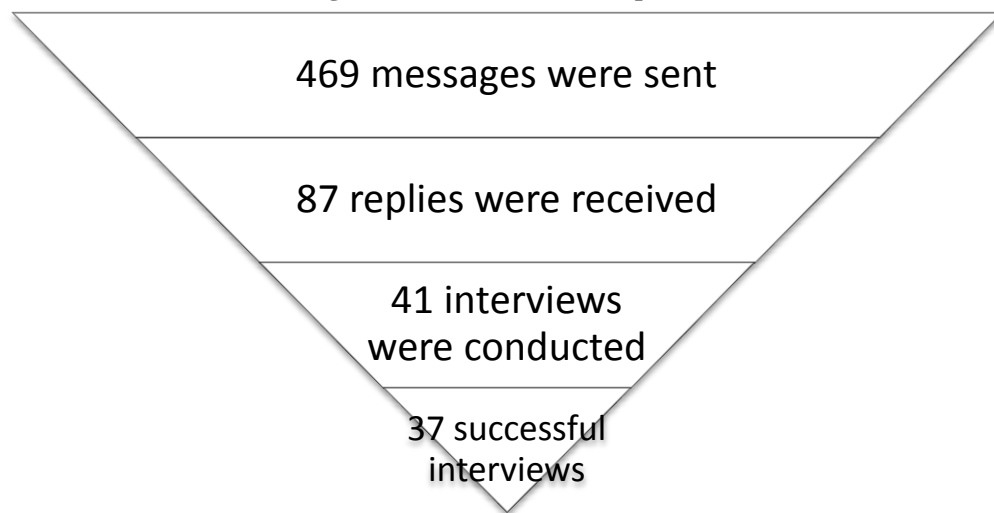 469 messages were sent
87 replies were received
41 interviews
were conducted
37 successful
interviews